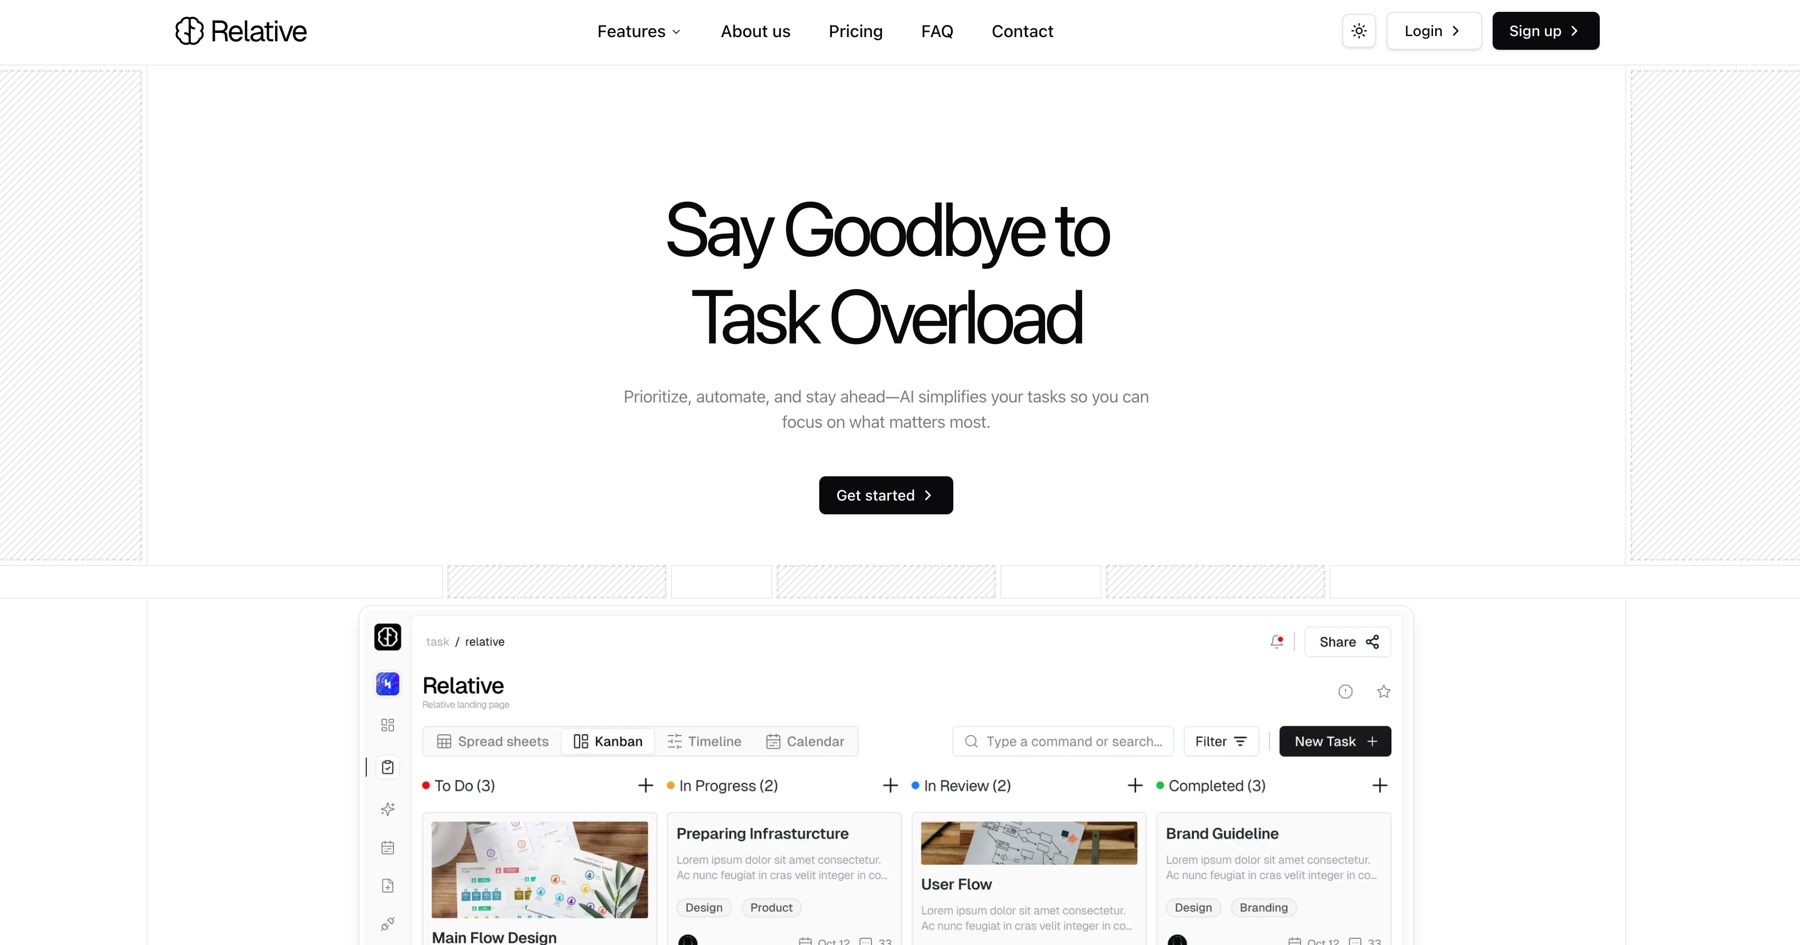 Relative
Features
About us
Pricing
FAQ
Contact
Login
Sign up
Say Goodbye to
Task Overload
Prioritize, automate, and stay ahead—AI simplifies your tasks so you can
focus on what matters most.
Get started
task / relative
Share
Relative
Relative landing page
Spread sheets
Kanban
Timeline
Calendar
Type a command or search...
Filter
New Task
To Do (3)
In Progress (2)
In Review (2)
Completed (3)
Main Flow Design
Preparing Infrasturcture
Lorem ipsum dolor sit amet consectetur.
Ac nunc feugiat in cras velit integer in co...
Design
Product
Oct 12
33
User Flow
Lorem ipsum dolor sit amet consectetur.
Ac nunc feugiat in cras velit integer in co...
Brand Guideline
Lorem ipsum dolor sit amet consectetur.
Ac nunc feugiat in cras velit integer in co...
Design
Branding
Oct 12
33